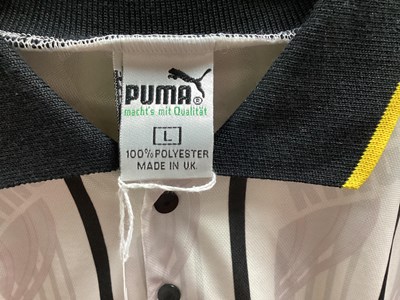 PUMA®
macht's mit Qualität
L
100% POLYESTER
MADE IN UK.